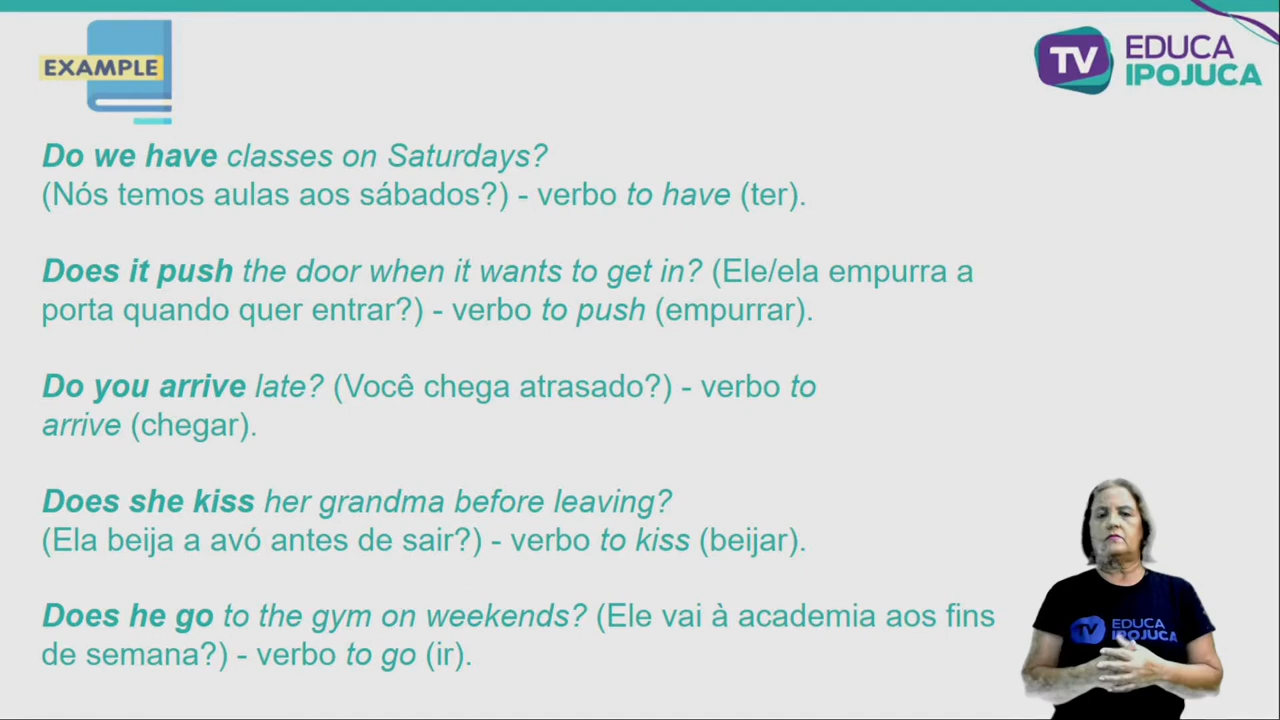 EXAMPLE
TV EDUCA
IPOJUCA
Do we have classes on Saturdays?
(Nós temos aulas aos sábados?) - verbo to have (ter).
Does it push the door when it wants to get in? (Ele/ela empurra a
porta quando quer entrar?) - verbo to push (empurrar).
Do you arrive late? (Você chega atrasado?) - verbo to
arrive (chegar).
Does she kiss her grandma before leaving?
(Ela beija a avó antes de sair?) - verbo to kiss (beijar).
Does he go to the gym on weekends? (Ele vai à academia aos fins
de semana?) - verbo to go (ir).
TV EDUCA
IPOJUCA